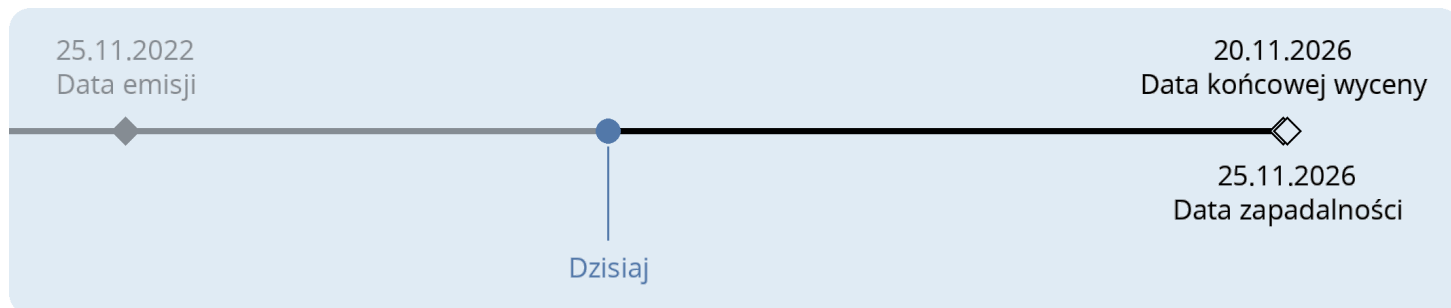 25.11.2022
Data emisji
20.11.2026
Data końcowej wyceny
25.11.2026
Data zapadalności
Dzisiaj